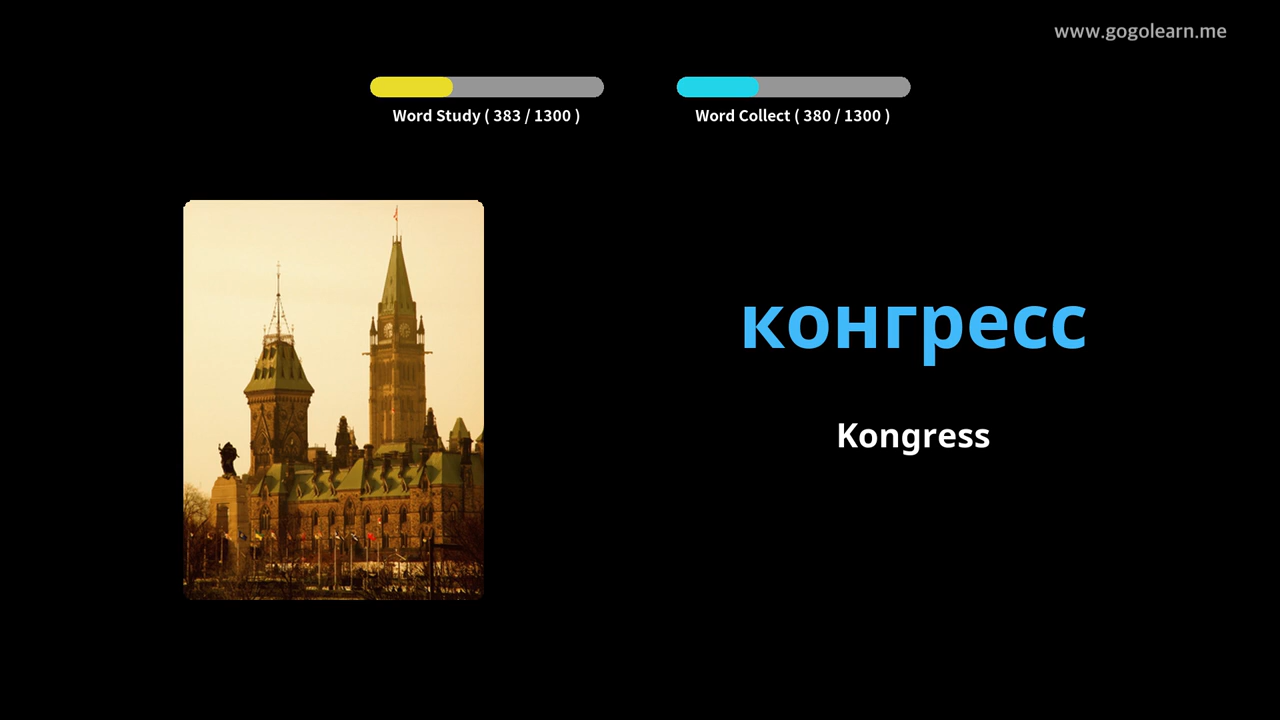 www.gogolearn.me
Word Study ( 383 / 1300 )
Word Collect ( 380 / 1300 )
конгресс
Kongress